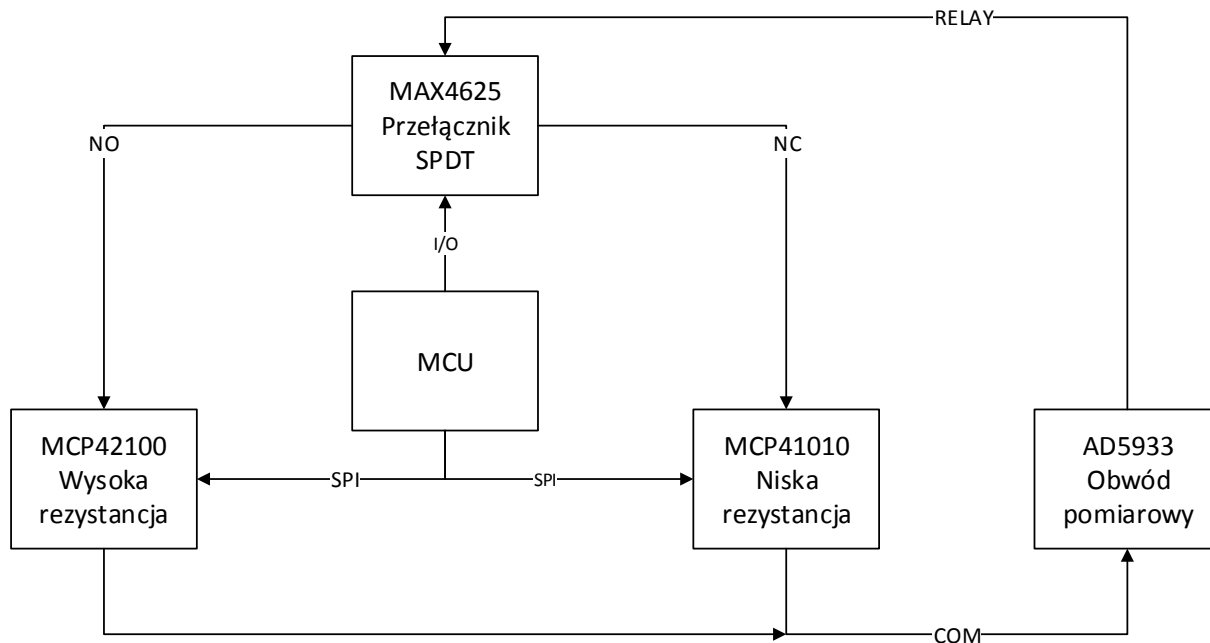 RELAY
MAX4625
Przełącznik
SPDT
NO
NC
I/O
MCU
MCP42100
Wysoka
rezystancja
SPI
SPI
MCP41010
Niska
rezystancja
AD5933
Obwód
pomiarowy
COM